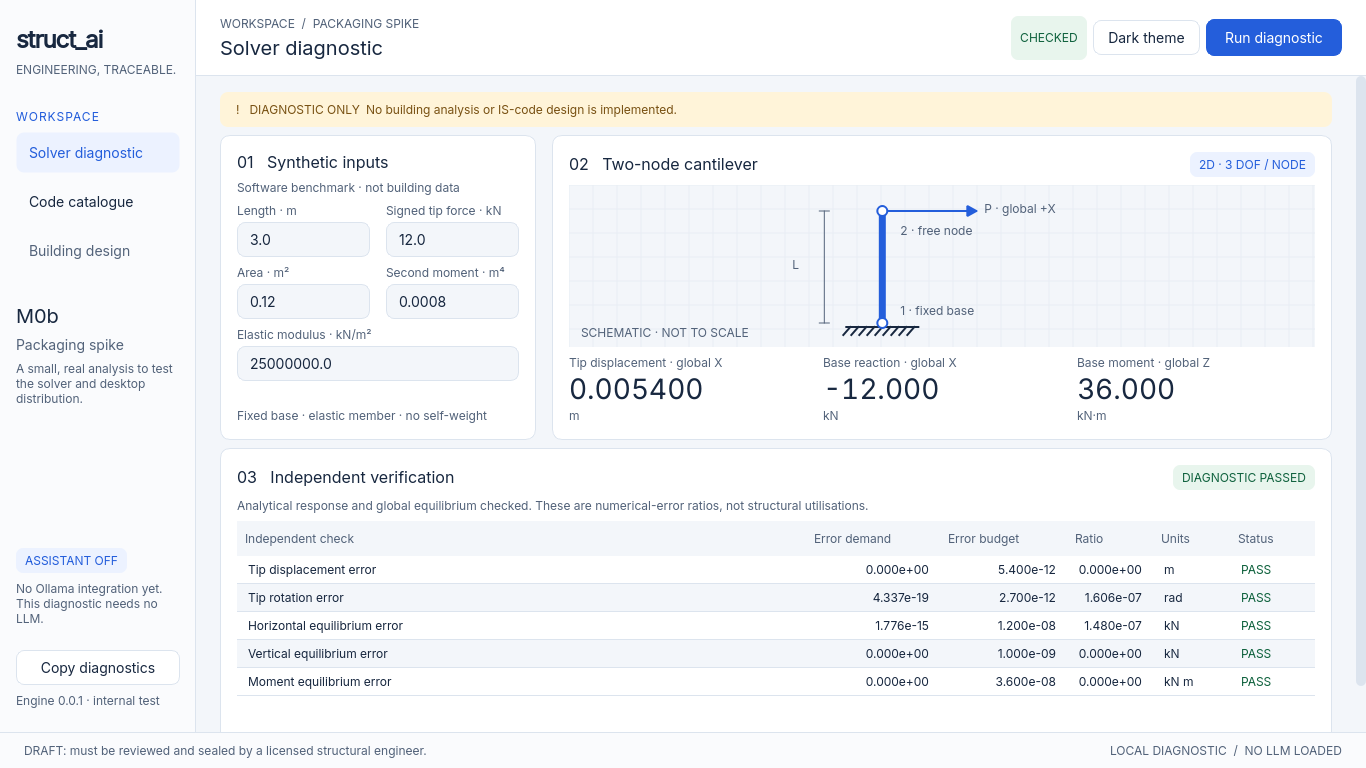 struct_ai
ENGINEERING, TRACEABLE.
WORKSPACE
Solver diagnostic
Code catalogue
Building design
M0b
Packaging spike
A small, real analysis to test
the solver and desktop
distribution.
ASSISTANT OFF
No Ollama integration yet.
This diagnostic needs no
LLM.
Copy diagnostics
Engine 0.0.1 · internal test
WORKSPACE / PACKAGING SPIKE
Solver diagnostic
CHECKED
Dark theme
Run diagnostic
! DIAGNOSTIC ONLY No building analysis or IS-code design is implemented.
01 Synthetic inputs
Software benchmark · not building data
Length · m Signed tip force · kN
3.0 12.0
Area · m² Second moment · m⁴
0.12 0.0008
Elastic modulus · kN/m²
25000000.0
Fixed base · elastic member · no self-weight
02 Two-node cantilever
2D · 3 DOF / NODE
P · global +X
2 · free node
L
1 · fixed base
SCHEMATIC · NOT TO SCALE
Tip displacement · global X Base reaction · global X Base moment · global Z
0.005400 -12.000 36.000
m kN kN·m
03 Independent verification
DIAGNOSTIC PASSED
Analytical response and global equilibrium checked. These are numerical-error ratios, not structural utilisations.
Independent check Error demand Error budget Ratio Units Status
Tip displacement error 0.000e+00 5.400e-12 0.000e+00 m PASS
Tip rotation error 4.337e-19 2.700e-12 1.606e-07 rad PASS
Horizontal equilibrium error 1.776e-15 1.200e-08 1.480e-07 kN PASS
Vertical equilibrium error 0.000e+00 1.000e-09 0.000e+00 kN PASS
Moment equilibrium error 0.000e+00 3.600e-08 0.000e+00 kN m PASS
DRAFT: must be reviewed and sealed by a licensed structural engineer.
LOCAL DIAGNOSTIC / NO LLM LOADED